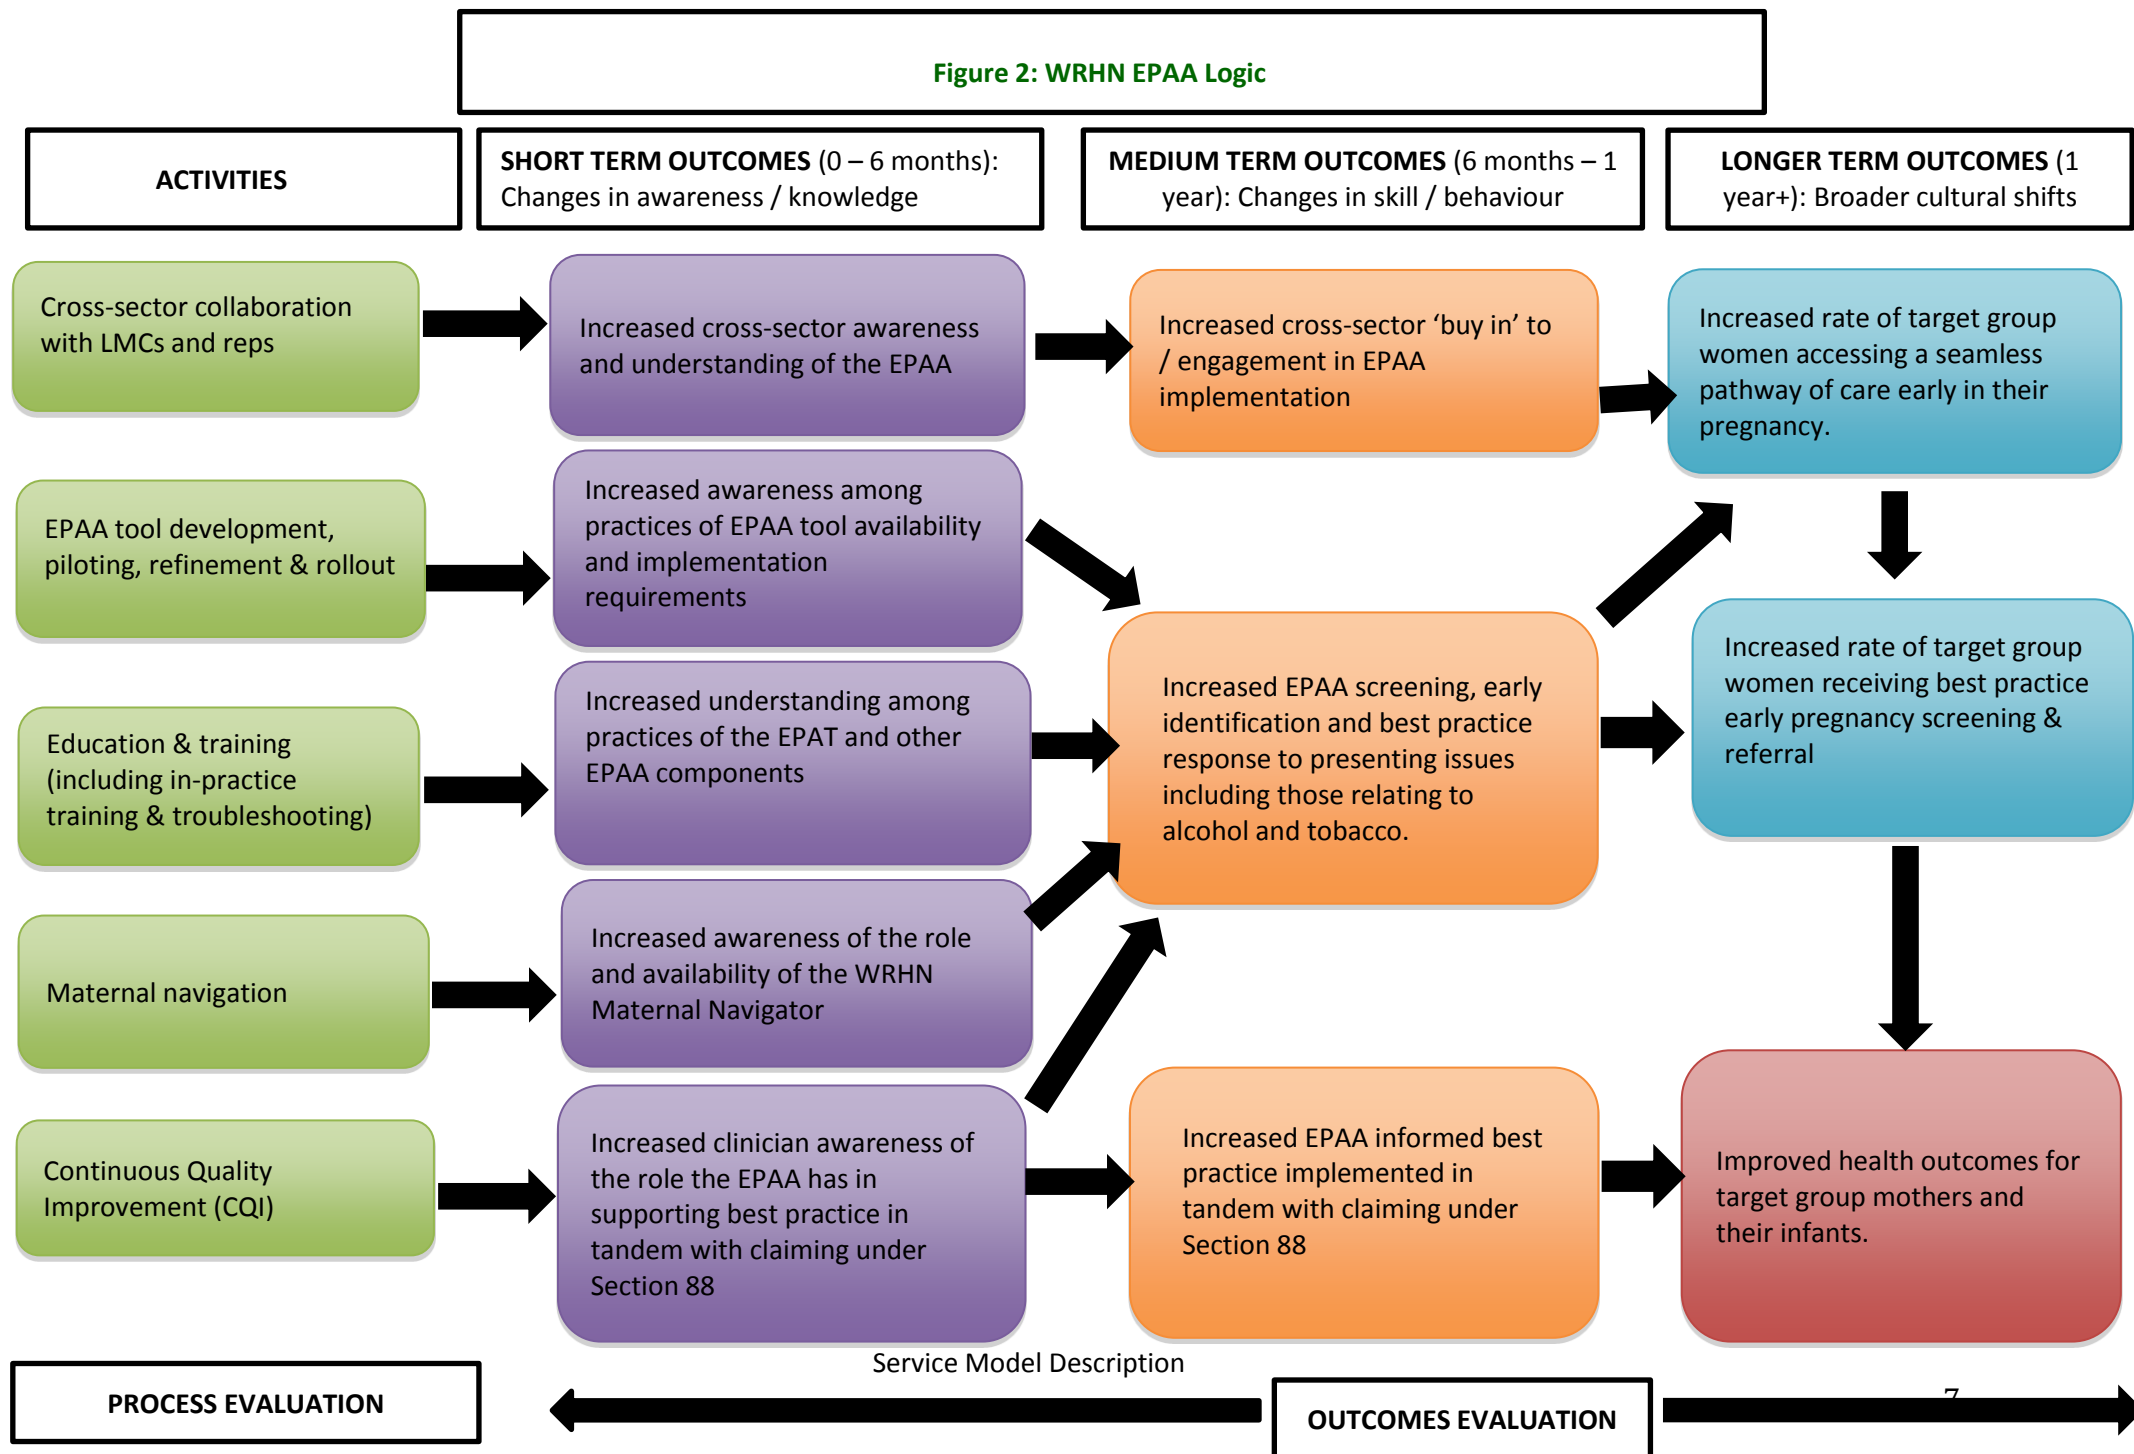 Figure 2: WRHN EPAA Logic
ACTIVITIES
SHORT TERM OUTCOMES (0 – 6 months):
Changes in awareness / knowledge
MEDIUM TERM OUTCOMES (6 months – 1
year): Changes in skill / behaviour
LONGER TERM OUTCOMES (1
year+): Broader cultural shifts
Cross-sector collaboration
with LMCs and reps
Increased cross-sector awareness
and understanding of the EPAA
Increased cross-sector ‘buy in’ to
/ engagement in EPAA
implementation
Increased rate of target group
women accessing a seamless
pathway of care early in their
pregnancy.
EPAA tool development,
piloting, refinement & rollout
Increased awareness among
practices of EPAA tool availability
and implementation
requirements
Education & training
(including in-practice
training & troubleshooting)
Increased understanding among
practices of the EPAT and other
EPAA components
Increased EPAA screening, early
identification and best practice
response to presenting issues
including those relating to
alcohol and tobacco.
Increased rate of target group
women receiving best practice
early pregnancy screening &
referral
Maternal navigation
Increased awareness of the role
and availability of the WRHN
Maternal Navigator
Continuous Quality
Improvement (CQI)
Increased clinician awareness of
the role the EPAA has in
supporting best practice in
tandem with claiming under
Section 88
Increased EPAA informed best
practice implemented in
tandem with claiming under
Section 88
Improved health outcomes for
target group mothers and
their infants.
Service Model Description
PROCESS EVALUATION
OUTCOMES EVALUATION
7